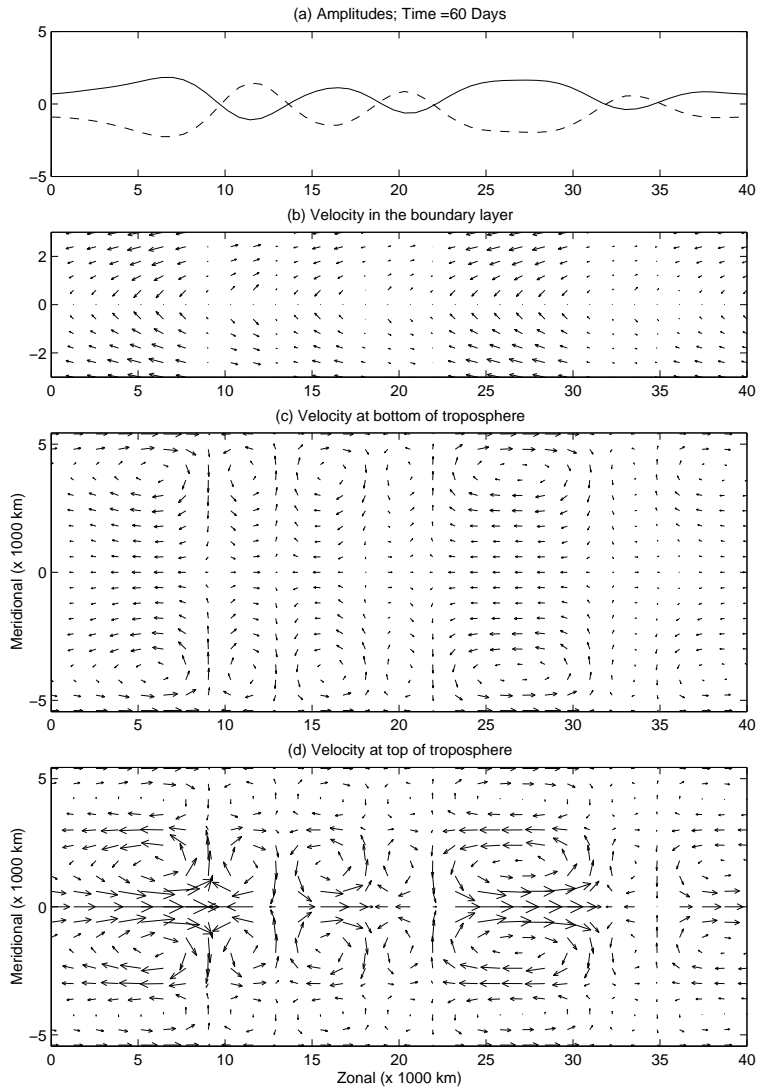 (a) Amplitudes; Time =60 Days
5
0
−5
0 5 10 15 20 25 30 35 40
(b) Velocity in the boundary layer
2
0
−2
0 5 10 15 20 25 30 35 40
(c) Velocity at bottom of troposphere
5
0
−5
Meridional (x 1000 km)
0 5 10 15 20 25 30 35 40
(d) Velocity at top of troposphere
5
0
−5
Meridional (x 1000 km)
0 5 10 15 20 25 30 35 40
Zonal (x 1000 km)